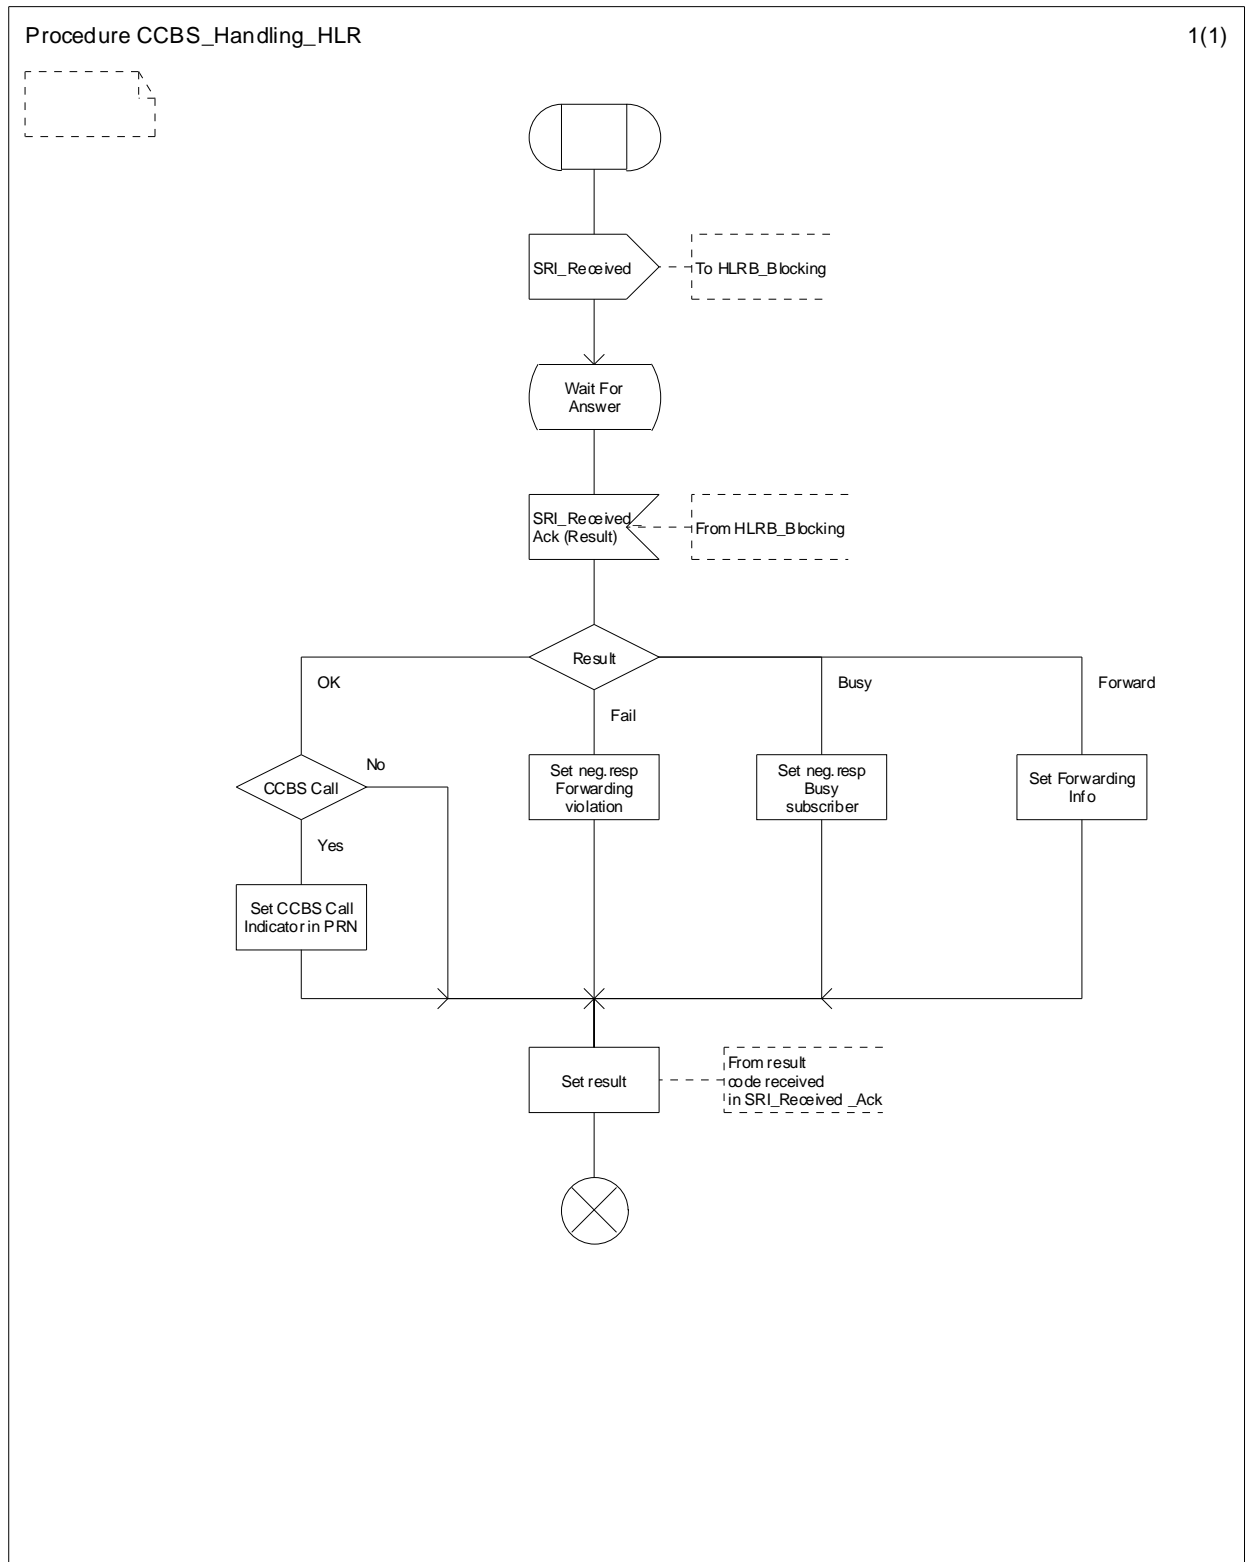 Procedure CCBS_Handling_HLR
1(1)
SRI_Received
To HLRB_Blocking
Wait For
Answer
SRI_Received_
Ack (Result)
From HLRB_Blocking
Result
OK
Busy
Forward
Fail
CCBS Call
No
Set neg. resp
Forwarding
violation
Set neg. resp
Busy
subscriber
Set Forwarding
Info
Yes
Set CCBS Call
Indicator in PRN
Set result
From result
code received
in SRI_Received _Ack